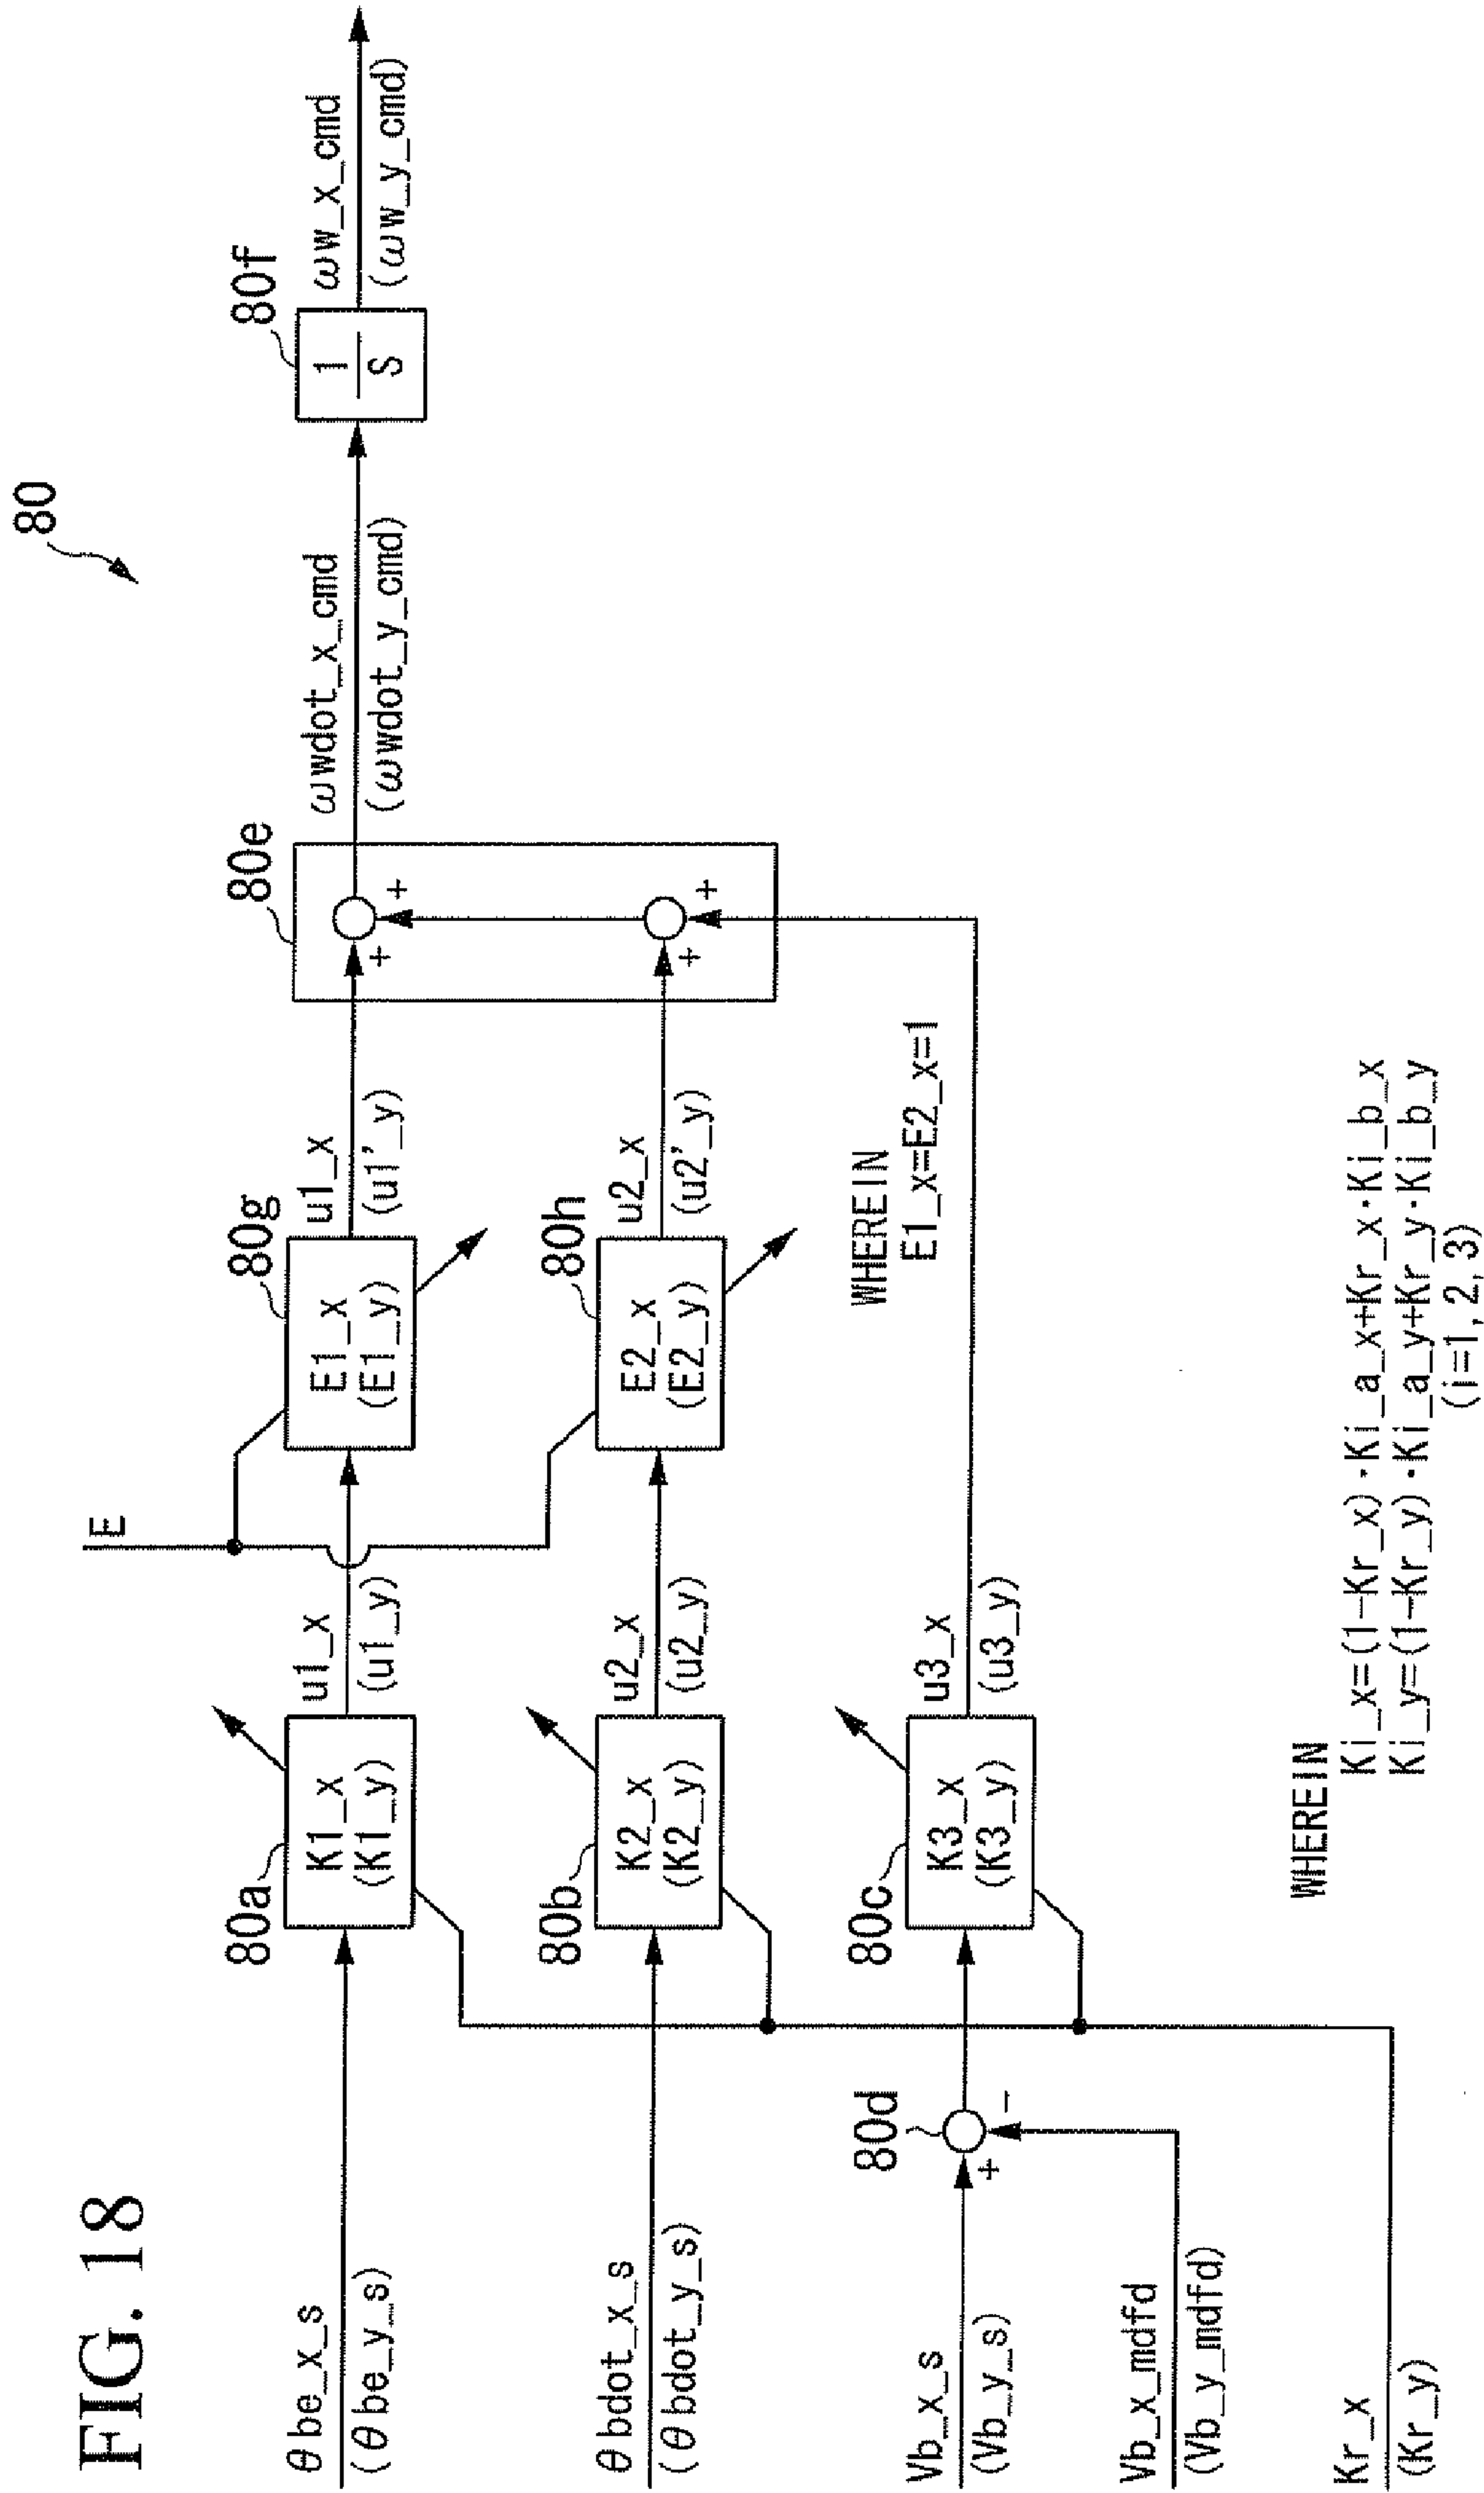 FIG. 18
80
θbe_x_s
(θbe_y_s)
80a
K1_x
(K1_y)
u1_x
(u1_y)
E
80g
E1_x
(E1_y)
u1_x
(u1'_y)
80e
+
+
ωwdot_x_cmd
(ωwdot_y_cmd)
80f
1
S
ωw_x_cmd
(ωw_y_cmd)
θbdot_x_s
(θbdot_y_s)
80b
K2_x
(K2_y)
u2_x
(u2_y)
80h
E2_x
(E2_y)
u2_x
(u2'_y)
+
+
Vb_x_s
(Vb_y_s)
80d
+
−
80c
K3_x
(K3_y)
u3_x
(u3_y)
WHEREIN
E1_x=E2_x=1
Vb_x_mdfd
(Vb_y_mdfd)
Kr_x
(Kr_y)
WHEREIN
Ki_x=(1-Kr_x)・Ki_a_x+Kr_x・Ki_b_x
Ki_y=(1-Kr_y)・Ki_a_y+Kr_y・Ki_b_y
(i=1,2,3)